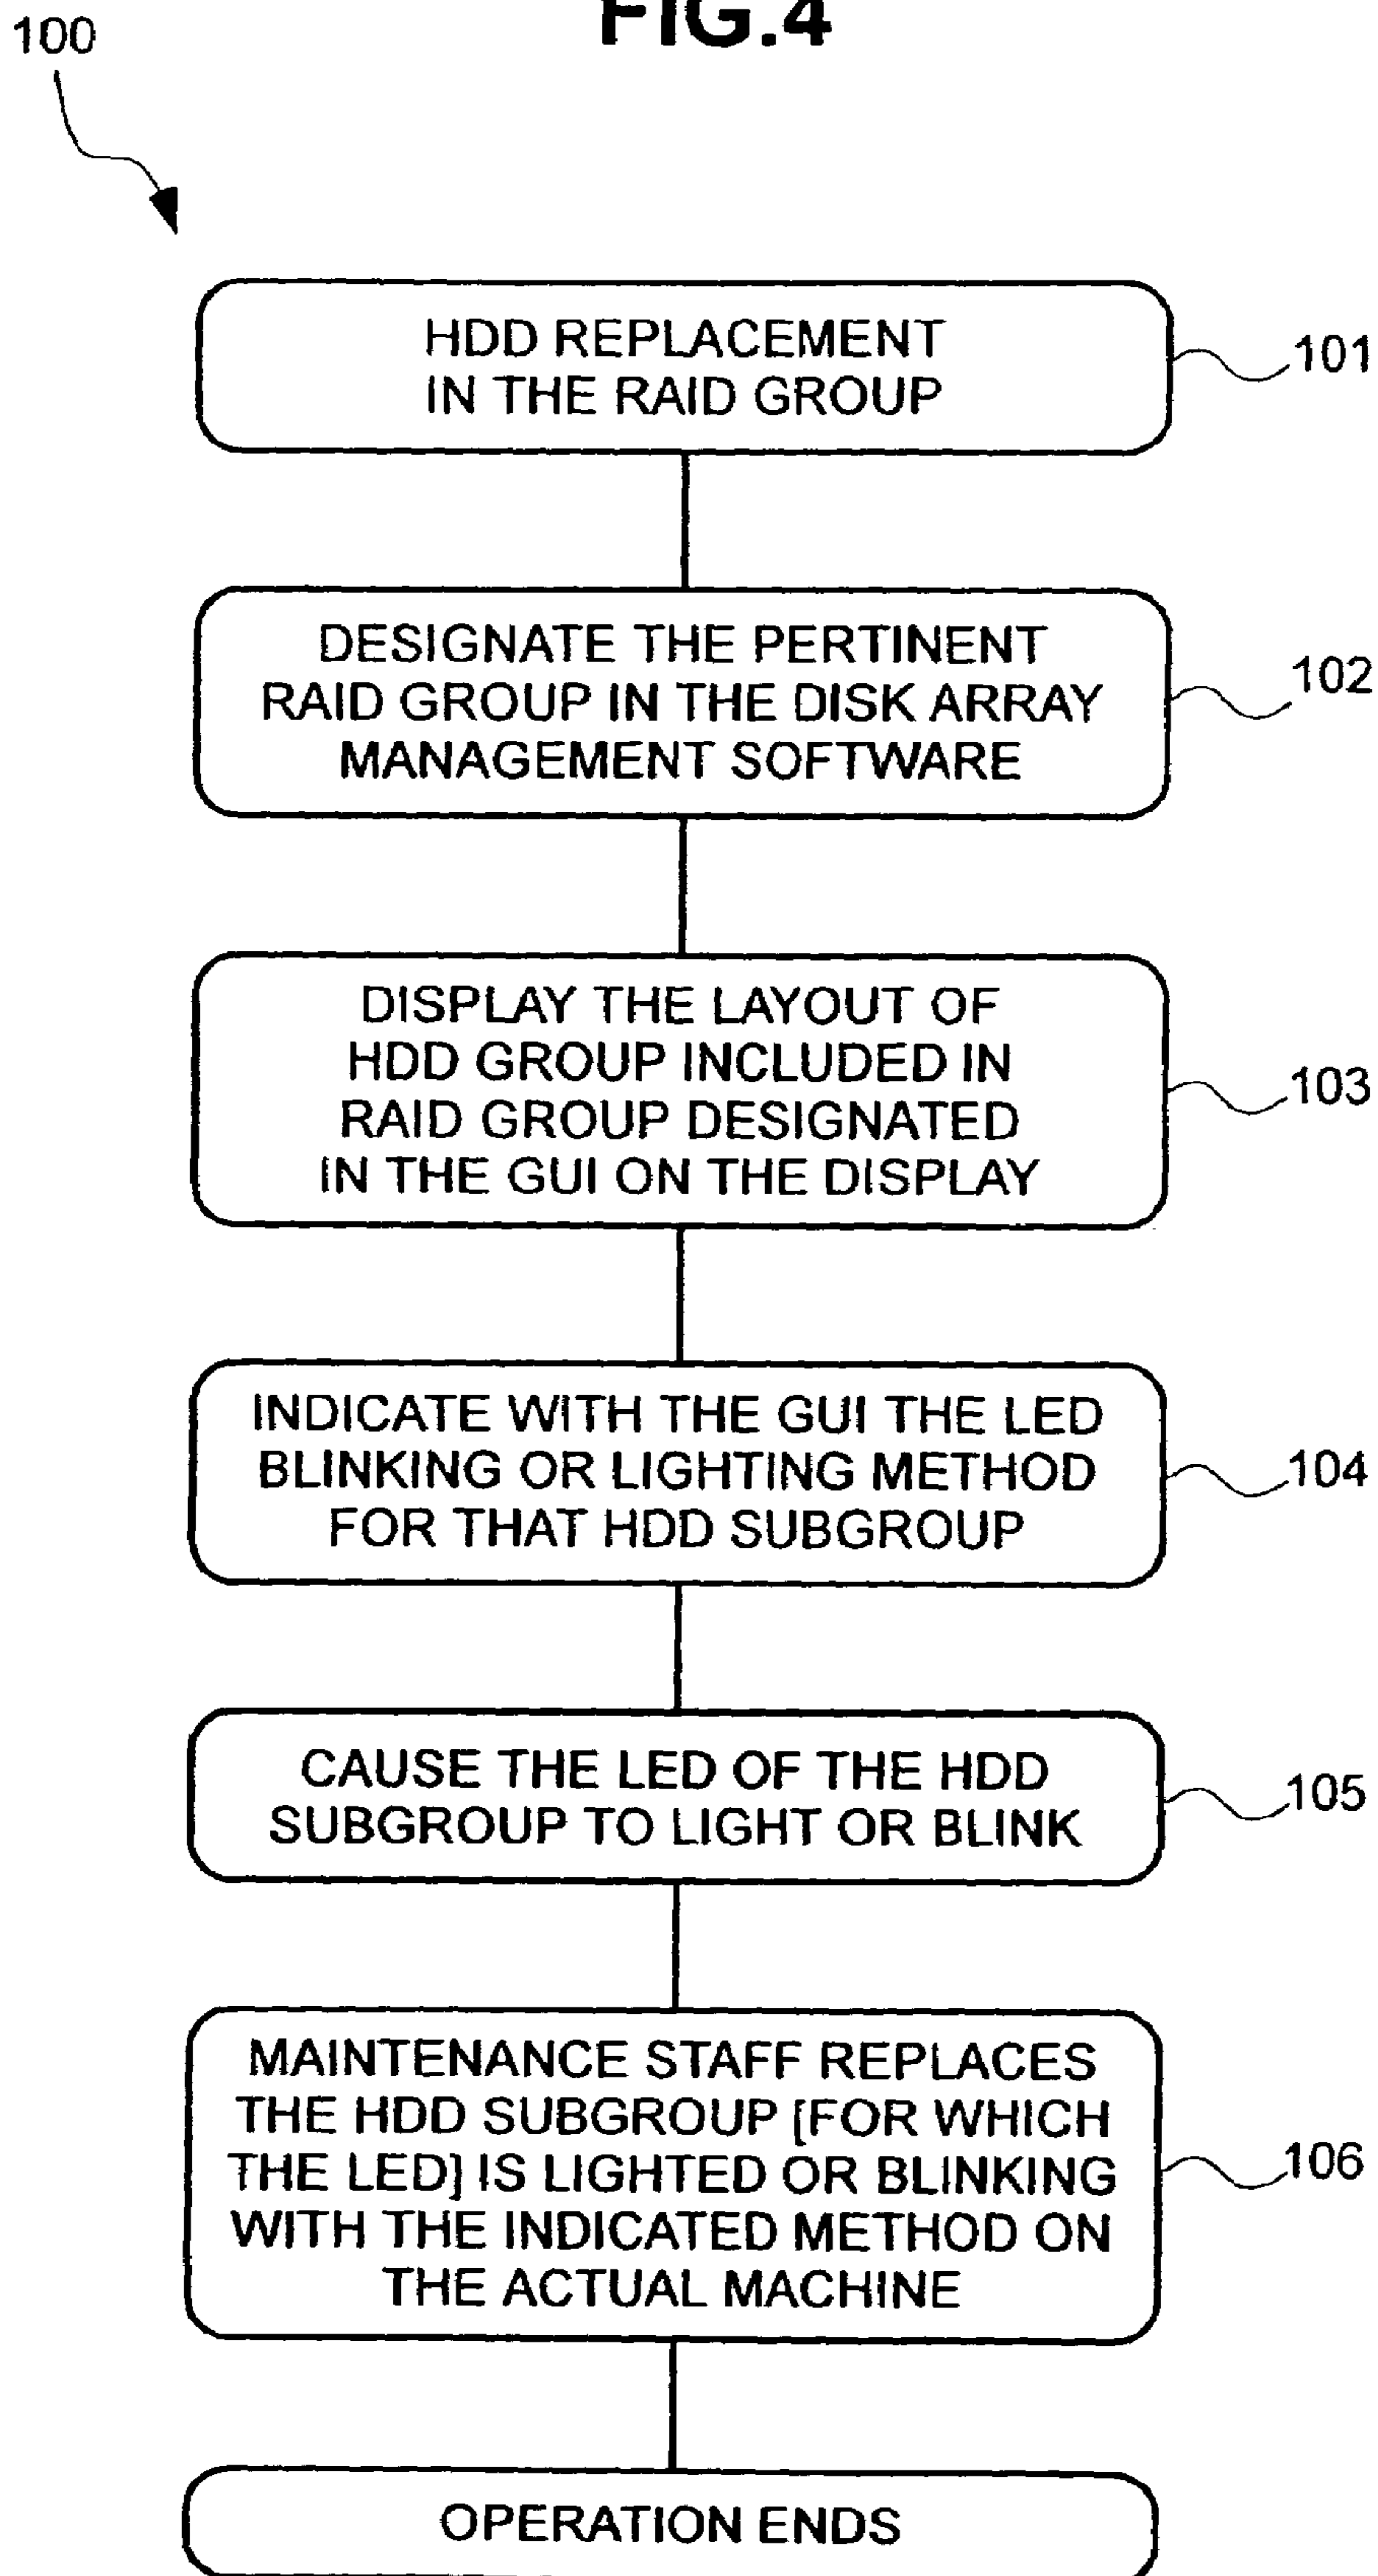 FIG.4
100
HDD REPLACEMENT
IN THE RAID GROUP
101
DESIGNATE THE PERTINENT
RAID GROUP IN THE DISK ARRAY
MANAGEMENT SOFTWARE
102
DISPLAY THE LAYOUT OF
HDD GROUP INCLUDED IN
RAID GROUP DESIGNATED
IN THE GUI ON THE DISPLAY
103
INDICATE WITH THE GUI THE LED
BLINKING OR LIGHTING METHOD
FOR THAT HDD SUBGROUP
104
CAUSE THE LED OF THE HDD
SUBGROUP TO LIGHT OR BLINK
105
MAINTENANCE STAFF REPLACES
THE HDD SUBGROUP [FOR WHICH
THE LED] IS LIGHTED OR BLINKING
WITH THE INDICATED METHOD ON
THE ACTUAL MACHINE
106
OPERATION ENDS